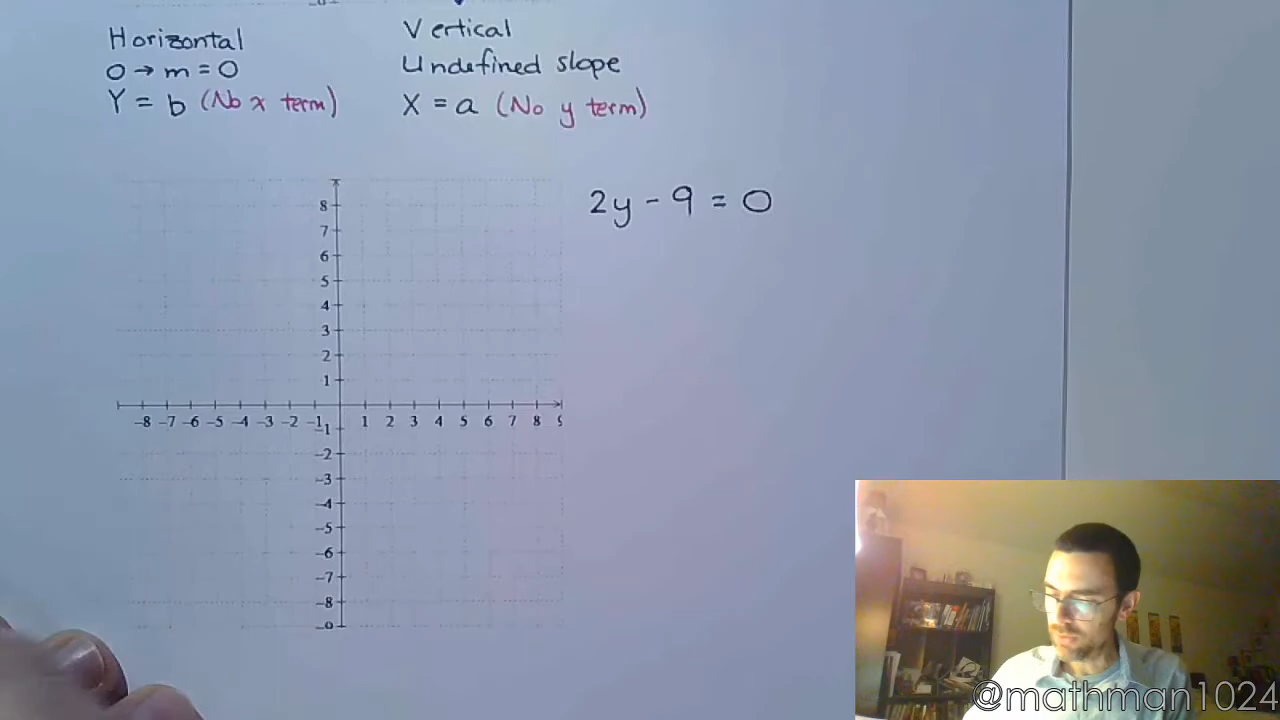 Horizontal
0 → m = 0
Y = b (No x term)
Vertical
Undefined slope
X = a (No y term)
2y - 9 = 0
8
7
6
5
4
3
2
1
-8 -7 -6 -5 -4 -3 -2 -1 1 2 3 4 5 6 7 8
-1
-2
-3
-4
-5
-6
-7
-8
@mathman1024